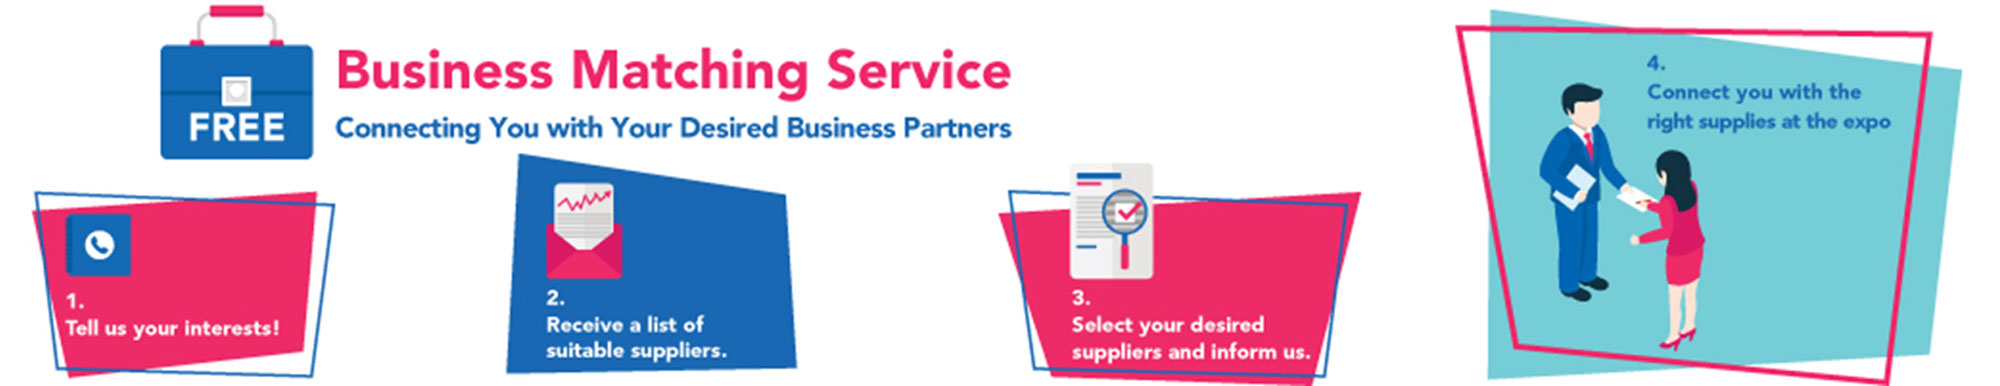 FREE
Business Matching Service
Connecting You with Your Desired Business Partners
1.
Tell us your interests!
2.
Receive a list of
suitable suppliers.
3.
Select your desired
suppliers and inform us.
4.
Connect you with the
right supplies at the expo